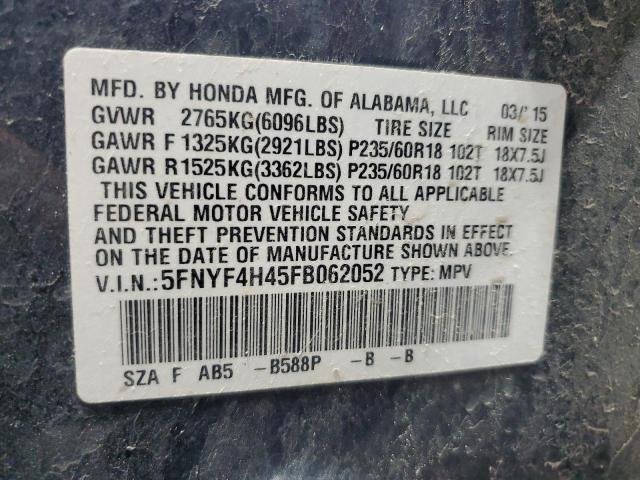 MFD. BY HONDA MFG. OF ALABAMA, LLC 03/'15
GVWR 2765KG(6096LBS) TIRE SIZE RIM SIZE
GAWR F 1325KG(2921LBS) P235/60R18 102T 18X7.5J
GAWR R 1525KG(3362LBS) P235/60R18 102T 18X7.5J
THIS VEHICLE CONFORMS TO ALL APPLICABLE
FEDERAL MOTOR VEHICLE SAFETY
AND THEFT PREVENTION STANDARDS IN EFFECT
ON THE DATE OF MANUFACTURE SHOWN ABOVE.
V.I.N.: 5FNYF4H45FB062052 TYPE: MPV
SZA F AB5 -B588P -B -B